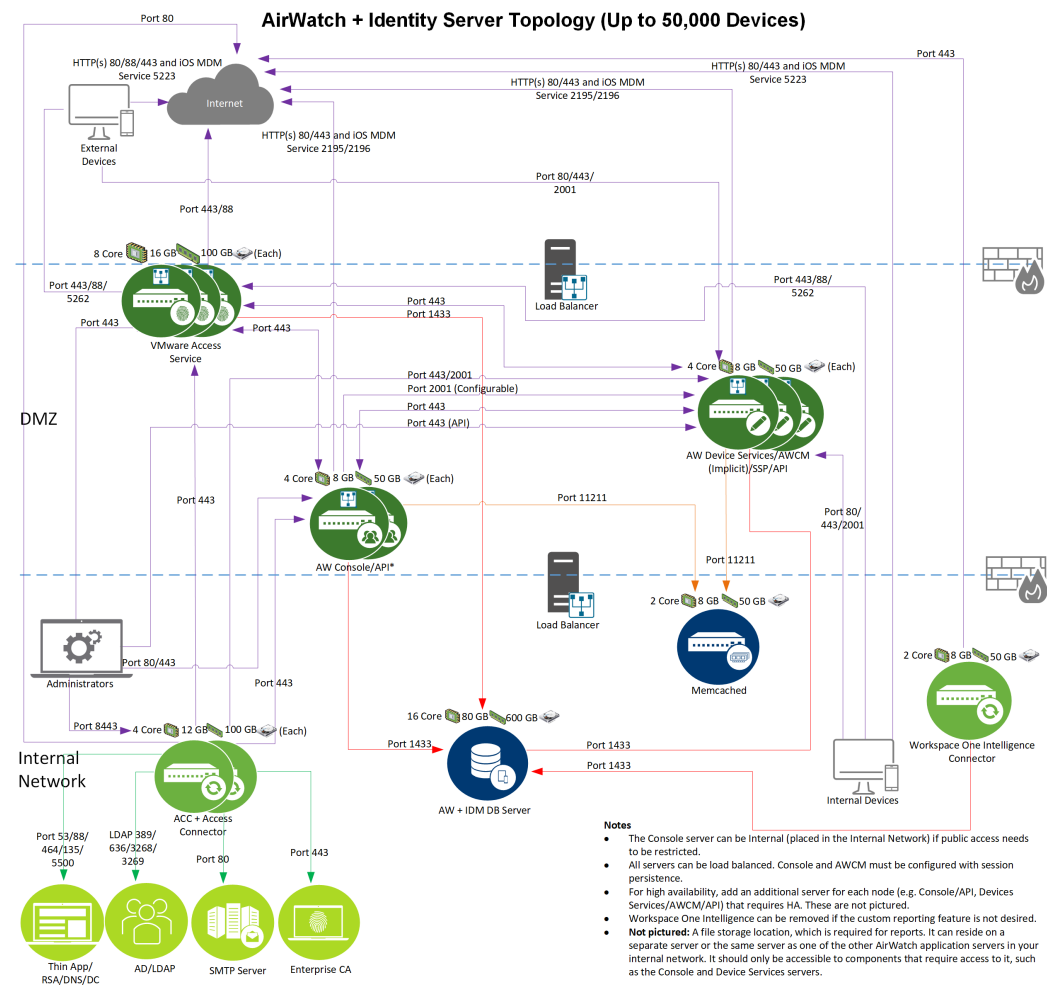 AirWatch + Identity Server Topology (Up to 50,000 Devices)
Port 80
Port 443
HTTP(s) 80/88/443 and iOS MDM
Service 5223
HTTP(s) 80/443 and iOS MDM
Service 5223
HTTP(s) 80/443 and iOS MDM
Service 2195/2196
Internet
HTTP(s) 80/443 and iOS MDM
Service 2195/2196
External
Devices
Port 80/443/
2001
Port 443/88
8 Core
16 GB
100 GB
(Each)
Port 443/88/
5262
Port 443/88/
5262
Load Balancer
Port 443
Port 1433
Port 443
Port 443
VMware Access
Service
4 Core
8 GB
50 GB
(Each)
Port 443/2001
Port 2001 (Configurable)
Port 443
Port 443 (API)
DMZ
AW Device Services/AWCM
(Implicit)/SSP/API
4 Core
8 GB
50 GB
(Each)
Port 443
Port 11211
Port 80/
443/2001
AW Console/API*
Port 11211
2 Core
8 GB
50 GB
Load Balancer
Port 80/443
Administrators
Port 443
Memcached
2 Core
8 GB
50 GB
16 Core
80 GB
600 GB
Port 8443
4 Core
12 GB
100 GB
(Each)
Port 1433
Port 1433
Port 1433
Workspace One Intelligence
Connector
Internal
Network
AW + IDM DB Server
Internal Devices
ACC + Access
Connector
Port 53/88/
464/135/
5500
LDAP 389/
636/3268/
3269
Port 80
Port 443
Thin App/
RSA/DNS/DC
AD/LDAP
SMTP Server
Enterprise CA
Notes
• The Console server can be Internal (placed in the Internal Network) if public access needs
to be restricted.
• All servers can be load balanced. Console and AWCM must be configured with session
persistence.
• For high availability, add an additional server for each node (e.g. Console/API, Devices
Services/AWCM/API) that requires HA. These are not pictured.
• Workspace One Intelligence can be removed if the custom reporting feature is not desired.
• Not pictured: A file storage location, which is required for reports. It can reside on a
separate server or the same server as one of the other AirWatch application servers in your
internal network. It should only be accessible to components that require access to it, such
as the Console and Device Services servers.